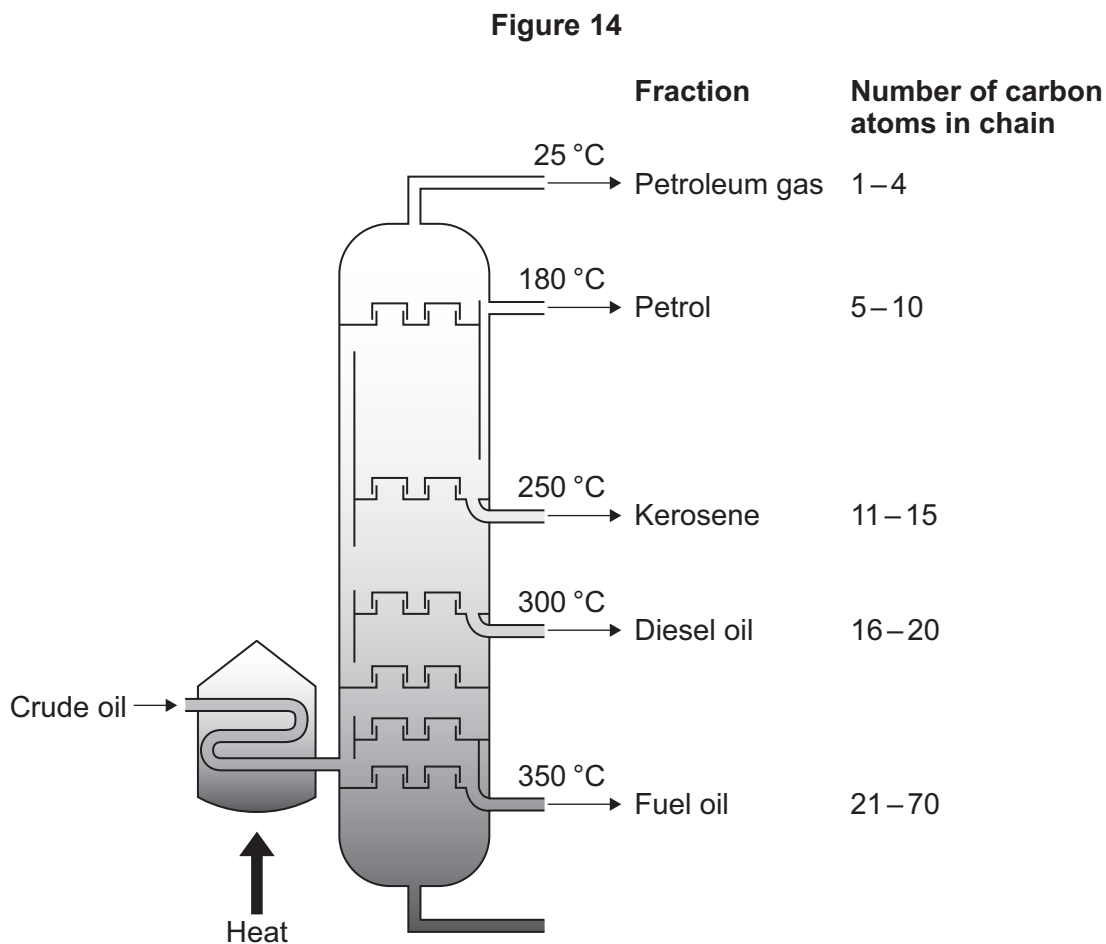 Figure 14
Fraction
Number of carbon
atoms in chain
25 °C
Petroleum gas
1–4
180 °C
Petrol
5–10
250 °C
Kerosene
11–15
300 °C
Diesel oil
16–20
Crude oil
350 °C
Fuel oil
21–70
Heat